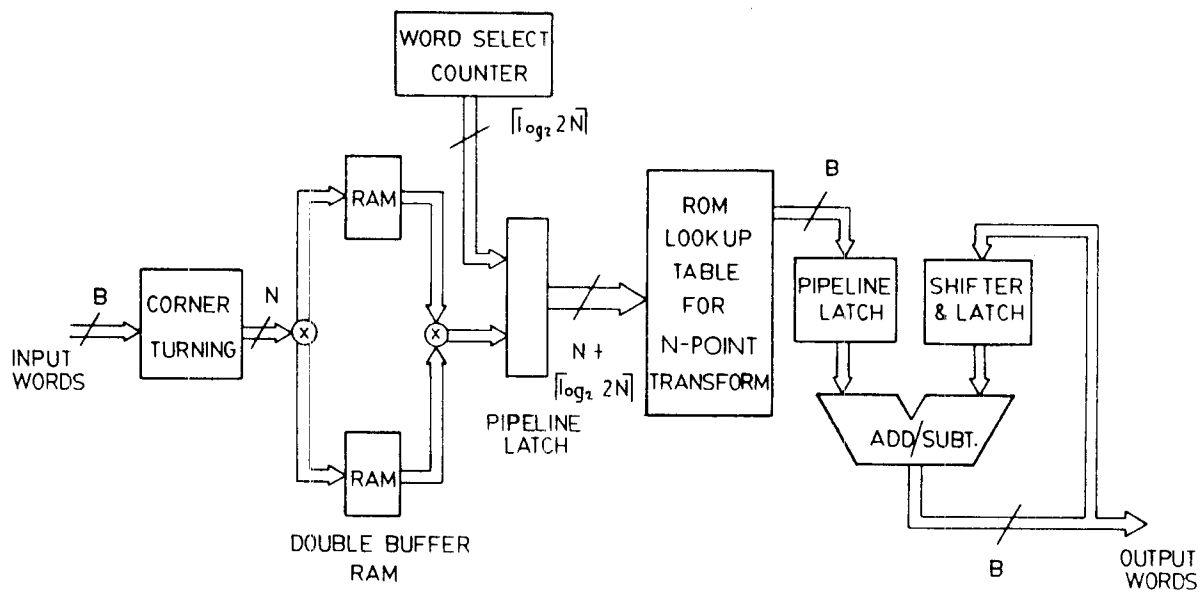 WORD SELECT
COUNTER
⌈log₂ 2N⌉
RAM
B
CORNER
TURNING
N
X
X
INPUT
WORDS
RAM
DOUBLE BUFFER
RAM
PIPELINE
LATCH
N +
⌈log₂ 2N⌉
ROM
LOOKUP
TABLE
FOR
N-POINT
TRANSFORM
B
PIPELINE
LATCH
SHIFTER
& LATCH
ADD/SUBT.
B
OUTPUT
WORDS